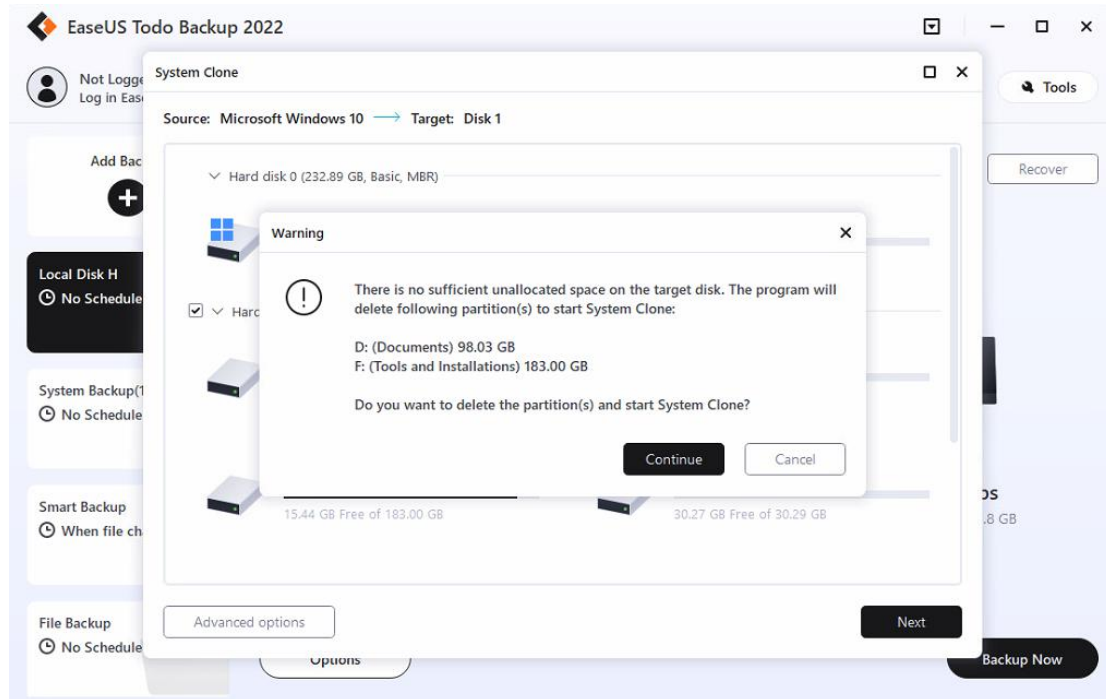 EaseUS Todo Backup 2022
Not Logge
Log in Eas
Tools
System Clone
Source: Microsoft Windows 10 Target: Disk 1
Add Bac
Recover
Hard disk 0 (232.89 GB, Basic, MBR)
Warning
There is no sufficient unallocated space on the target disk. The program will
delete following partition(s) to start System Clone:
D: (Documents) 98.03 GB
F: (Tools and Installations) 183.00 GB
Do you want to delete the partition(s) and start System Clone?
Continue
Cancel
Local Disk H
No Schedule
Hard
System Backup(1
No Schedule
15.44 GB Free of 183.00 GB
30.27 GB Free of 30.29 GB
Smart Backup
When file ch
os
.8 GB
Advanced options
Next
File Backup
No Schedule
Options
Backup Now